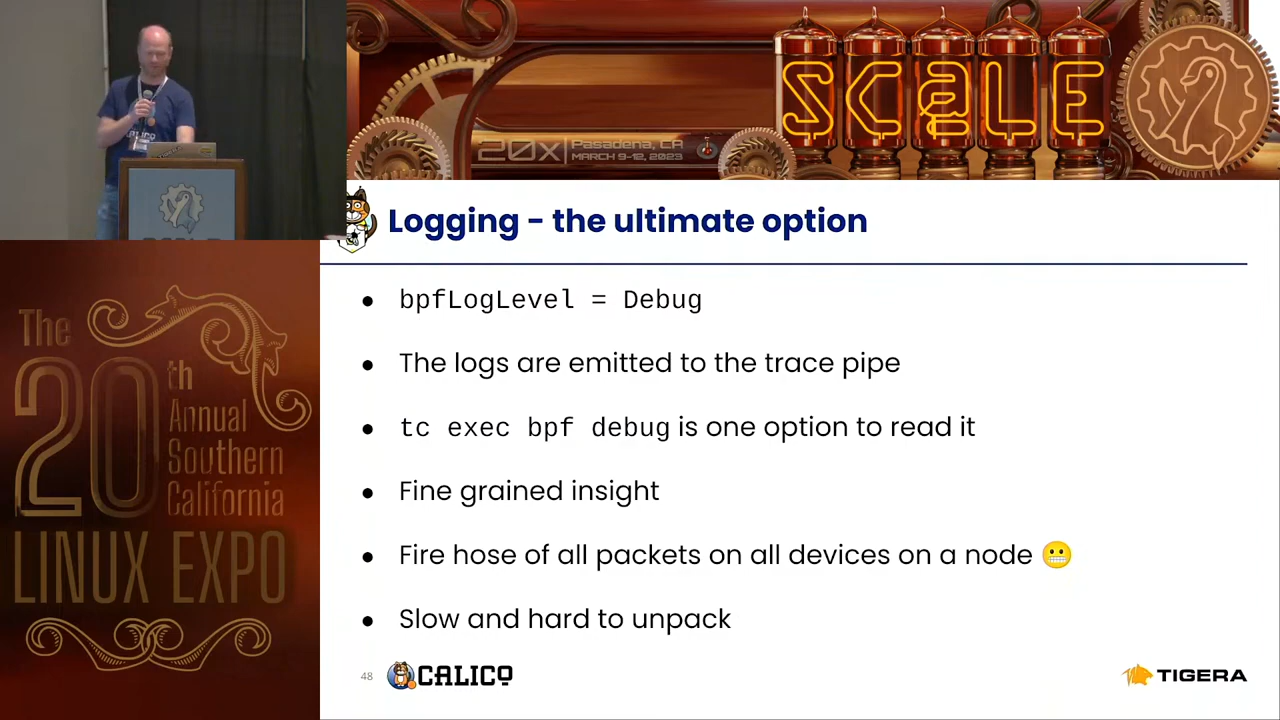 SCALE
20x
Pasadena, CA
MARCH 9-12, 2023
CALICO
Logging - the ultimate option
● bpfLogLevel = Debug
● The logs are emitted to the trace pipe
● tc exec bpf debug is one option to read it
● Fine grained insight
● Fire hose of all packets on all devices on a node 😬
● Slow and hard to unpack
48
CALICO
TIGERA
The
20th
Annual
Southern
California
LINUX EXPO